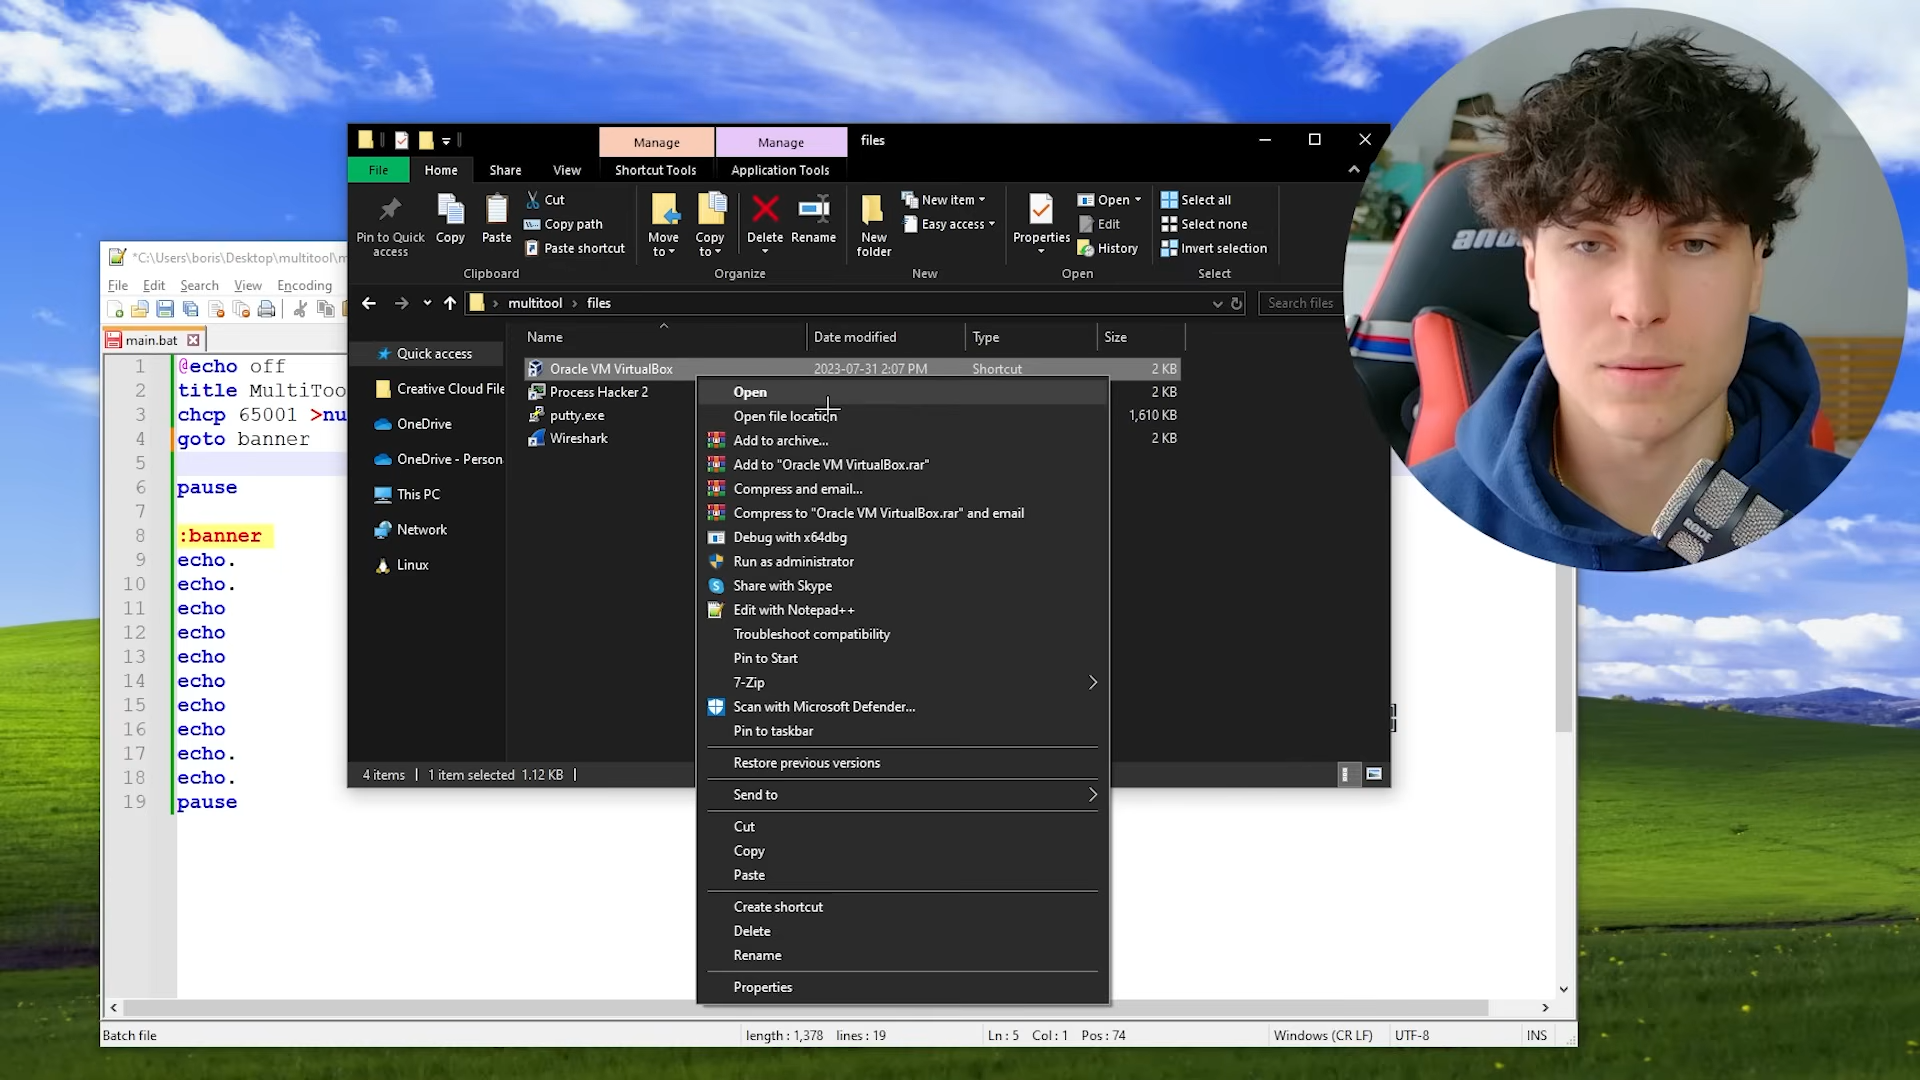 Manage
Manage
files
File
Home
Share
View
Shortcut Tools
Application Tools
Pin to Quick access
Copy
Paste
Cut
Copy path
Paste shortcut
Clipboard
Move to
Copy to
Delete
Rename
Organize
New folder
New item
Easy access
New
Properties
Open
Edit
History
Open
Select all
Select none
Invert selection
Select
multitool > files
Search files
Name
Date modified
Type
Size
Quick access
Creative Cloud File
OneDrive
OneDrive - Person
This PC
Network
Linux
Oracle VM VirtualBox 2023-07-31 2:07 PM Shortcut 2 KB
Process Hacker 2 2 KB
putty.exe 1,610 KB
Wireshark 2 KB
Open
Open file location
Add to archive...
Add to "Oracle VM VirtualBox.rar"
Compress and email...
Compress to "Oracle VM VirtualBox.rar" and email
Debug with x64dbg
Run as administrator
Share with Skype
Edit with Notepad++
Troubleshoot compatibility
Pin to Start
7-Zip
Scan with Microsoft Defender...
Pin to taskbar
Restore previous versions
Send to
Cut
Copy
Paste
Create shortcut
Delete
Rename
Properties
4 items 1 item selected 1.12 KB
*C:\Users\boris\Desktop\multitool\m
File Edit Search View Encoding
main.bat
1 @echo off
2 title MultiToo
3 chcp 65001 >nu
4 goto banner
5
6 pause
7
8 :banner
9 echo.
10 echo.
11 echo
12 echo
13 echo
14 echo
15 echo
16 echo
17 echo.
18 echo.
19 pause
Batch file
length : 1,378 lines : 19
Ln : 5 Col : 1 Pos : 74
Windows (CR LF)
UTF-8
INS
RØDE